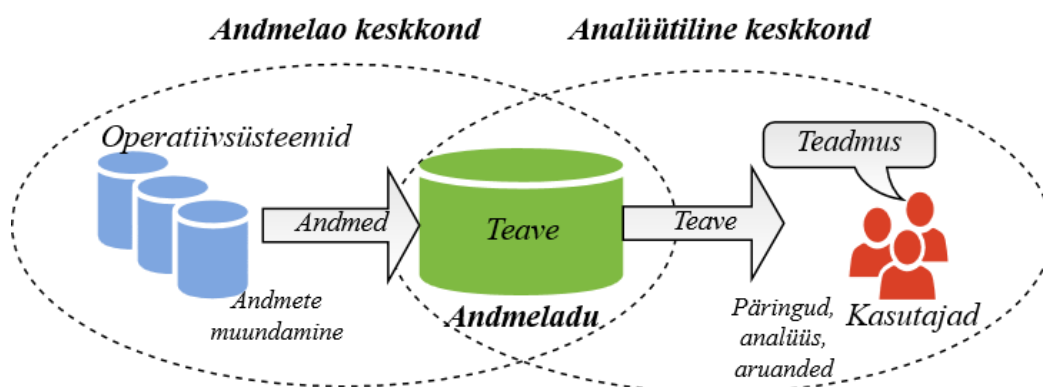 Andmelao keskkond
Analüütiline keskkond
Operatiivsüsteemid
Teadmus
Andmed
Teave
Teave
Andmete
muundamine
Andmeladu
Päringud,
analüüs,
aruanded
Kasutajad